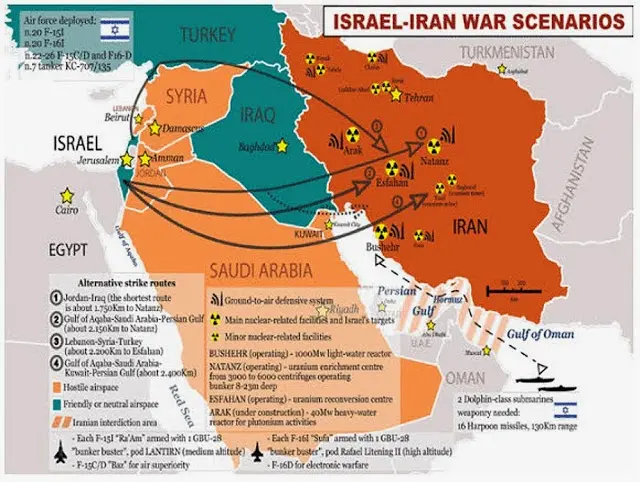 ISRAEL-IRAN WAR SCENARIOS
Air force deployed:
n.20 F-15I
n.20 F-16I
n.22-26 F-15C/D and F16-D
n.7 tanker KC-707/135
TURKEY
TURKMENISTAN
Ashgabat
SYRIA
LEBANON
Beirut
Damascus
IRAQ
Baghdad
ISRAEL
Jerusalem
Amman
JORDAN
Tehran
Arak
Natanz
Esfahan
AFGHANISTAN
Cairo
EGYPT
Gulf of Aqaba
KUWAIT
Kuwait City
Bushehr
IRAN
SAUDI ARABIA
Riyadh
Persian
Gulf
Hormuz
Gulf of Oman
Doha
Abu Dhabi
U.A.E.
Muscat
OMAN
Red Sea
1
2
3
4
Alternative strike routes
1 Jordan-Iraq (the shortest route
is about 1.750Km to Natanz)
2 Gulf of Aqaba-Saudi Arabia-Persian Gulf
(about 2.150Km to Natanz)
3 Lebanon-Syria-Turkey
(about 2.200Km to Esfahan)
4 Gulf of Aqaba-Saudi Arabia-
Kuwait-Persian Gulf (about 2.400Km)
Hostile airspace
Friendly or neutral airspace
Iranian interdiction area
Ground-to-air defensive system
Main nuclear-related facilities and Israel's targets
Minor nuclear-related facilities
BUSHEHR (operating) - 1000Mw light-water reactor
NATANZ (operating) - uranium enrichment centre
from 3000 to 6000 centrifuges operating
bunker 8-23m deep
ESFAHAN (operating) - uranium reconversion centre
ARAK (under construction) - 40Mw heavy-water
reactor for plutonium activities
2 Dolphin-class submarines
weaponry needed:
16 Harpoon missiles, 130Km range
- Each F-15I "Ra'Am" armed with 1 GBU-28
"bunker buster", pod LANTIRN (medium altitude)
- F-15C/D "Baz" for air superiority
- Each F-16I "Sufa" armed with 1 GBU-28
"bunker buster", pod Rafael Litening II (high altitude)
- F-16D for electronic warfare